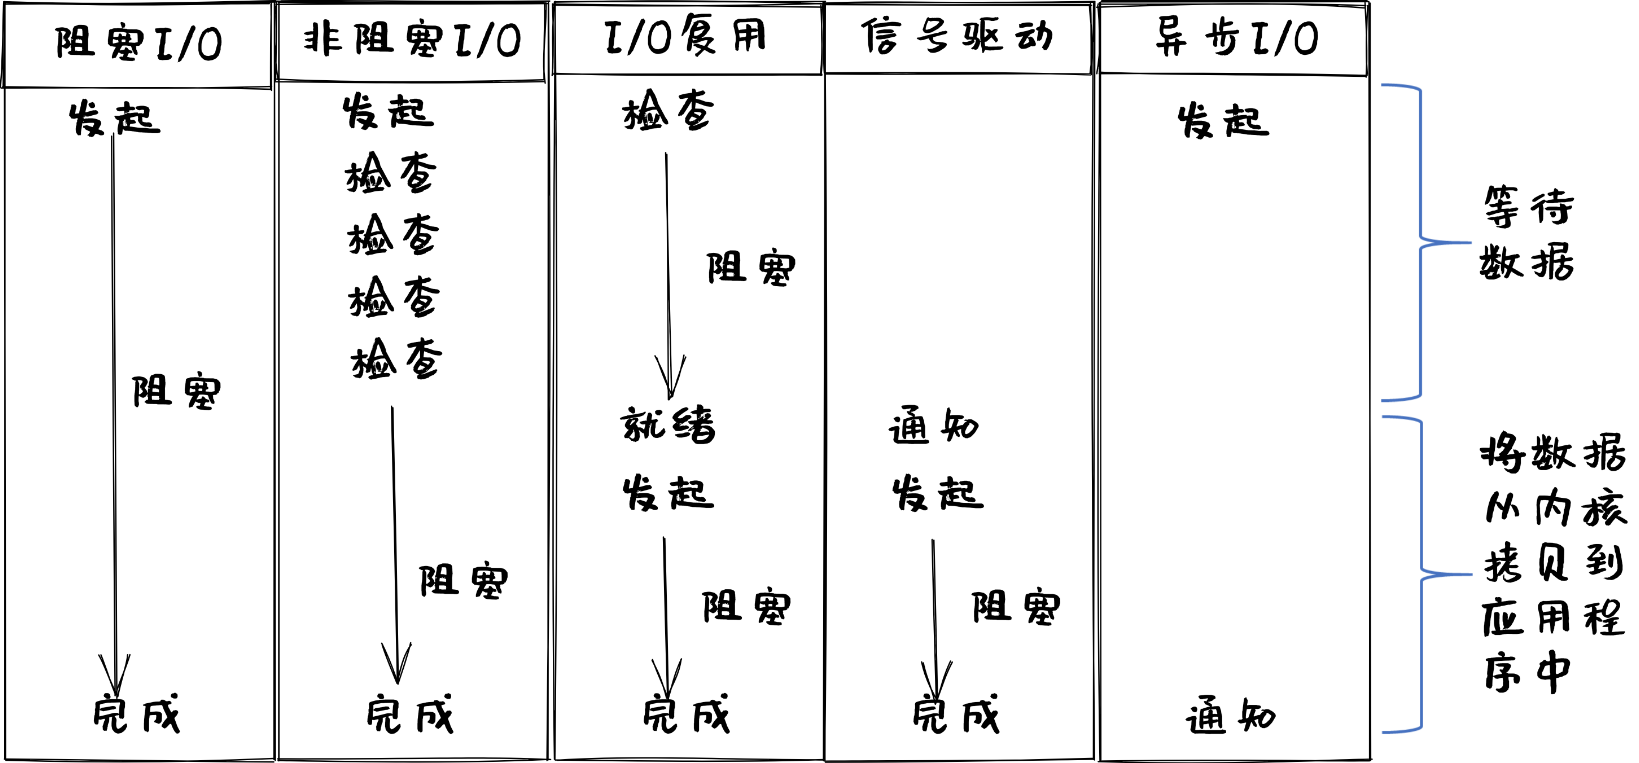 阻塞I/O
非阻塞I/O
I/O复用
信号驱动
异步I/O
发起
阻塞
完成
发起
检查
检查
检查
检查
阻塞
完成
检查
阻塞
就绪
发起
阻塞
完成
通知
发起
阻塞
完成
发起
通知
等待
数据
将数据
从内核
拷贝到
应用程
序中